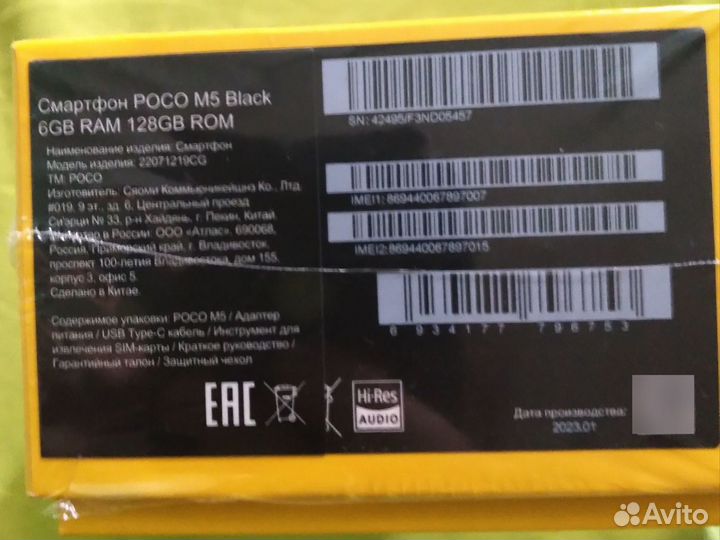 Смартфон POCO M5 Black
6GB RAM 128GB ROM
Наименование изделия: Смартфон
Модель изделия: 22071219CG
TM: POCO
Изготовитель: Сяоми Коммьюникейшнз Ко., Лтд
#019, 9 эт., зд. 6, Центральный проезд
Сиэрци № 33, р-н Хайдянь, г. Пекин, Китай
Импортер в России: ООО «Атлас», 690068,
Россия, Приморский край, г. Владивосток,
проспект 100-летия Владивостока, дом 155,
корпус 3, офис 5.
Сделано в Китае.
Содержимое упаковки: POCO M5 / Адаптер
питания / USB Type-C кабель / Инструмент для
извлечения SIM-карты / Краткое руководство /
Гарантийный талон / Защитный чехол
EAC
SN: 42495/F3ND05457
IMEI1: 869440067897007
IMEI2:869440067897015
6 934177 796753
Hi-Res
AUDIO
Дата производства:
2023.01
Avito